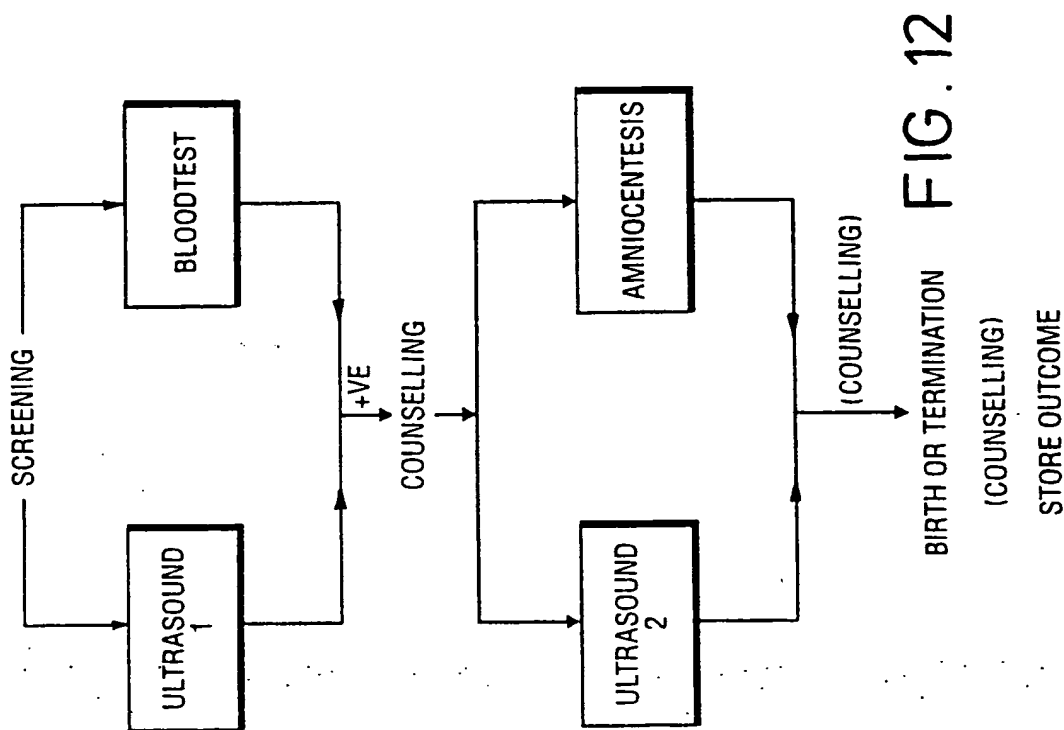 SCREENING
ULTRASOUND
1
BLOODTEST
+VE
COUNSELLING
ULTRASOUND
2
AMNIOCENTESIS
(COUNSELLING)
BIRTH OR TERMINATION
(COUNSELLING)
STORE OUTCOME
FIG. 12